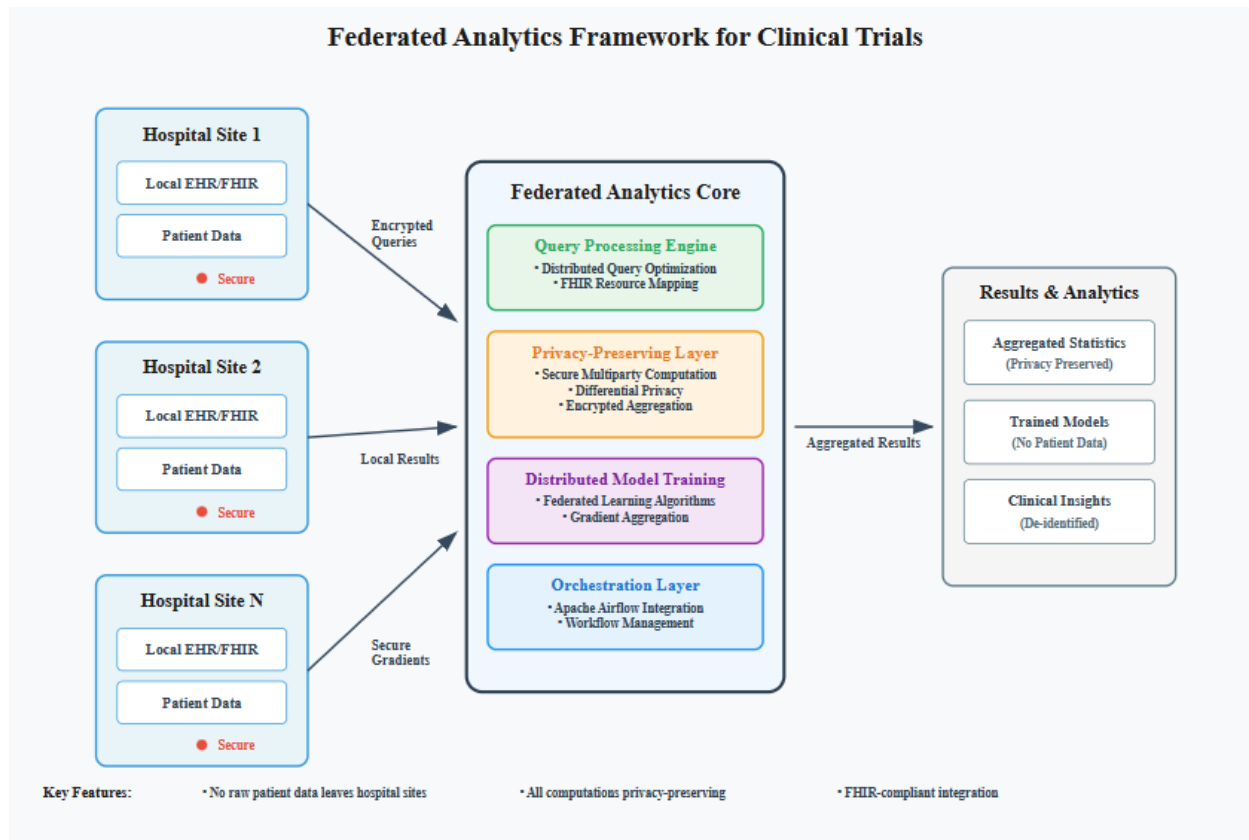 Federated Analytics Framework for Clinical Trials
Hospital Site 1
Local EHR/FHIR
Patient Data
Secure
Hospital Site 2
Local EHR/FHIR
Patient Data
Secure
Hospital Site N
Local EHR/FHIR
Patient Data
Secure
Encrypted
Queries
Local Results
Secure
Gradients
Federated Analytics Core
Query Processing Engine
• Distributed Query Optimization
• FHIR Resource Mapping
Privacy-Preserving Layer
• Secure Multiparty Computation
• Differential Privacy
• Encrypted Aggregation
Distributed Model Training
• Federated Learning Algorithms
• Gradient Aggregation
Orchestration Layer
• Apache Airflow Integration
• Workflow Management
Aggregated Results
Results & Analytics
Aggregated Statistics
(Privacy Preserved)
Trained Models
(No Patient Data)
Clinical Insights
(De-identified)
Key Features: • No raw patient data leaves hospital sites • All computations privacy-preserving • FHIR-compliant integration